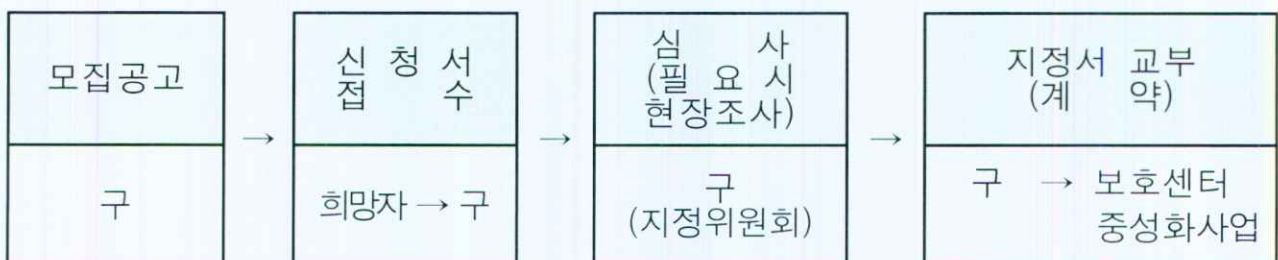 모집공고
구
→
신 청 서
접 수
희망자 → 구
→
심 사
(필 요 시
현장조사)
구
(지정위원회)
→
지정서 교부
(계 약)
구 → 보호센터
중성화사업